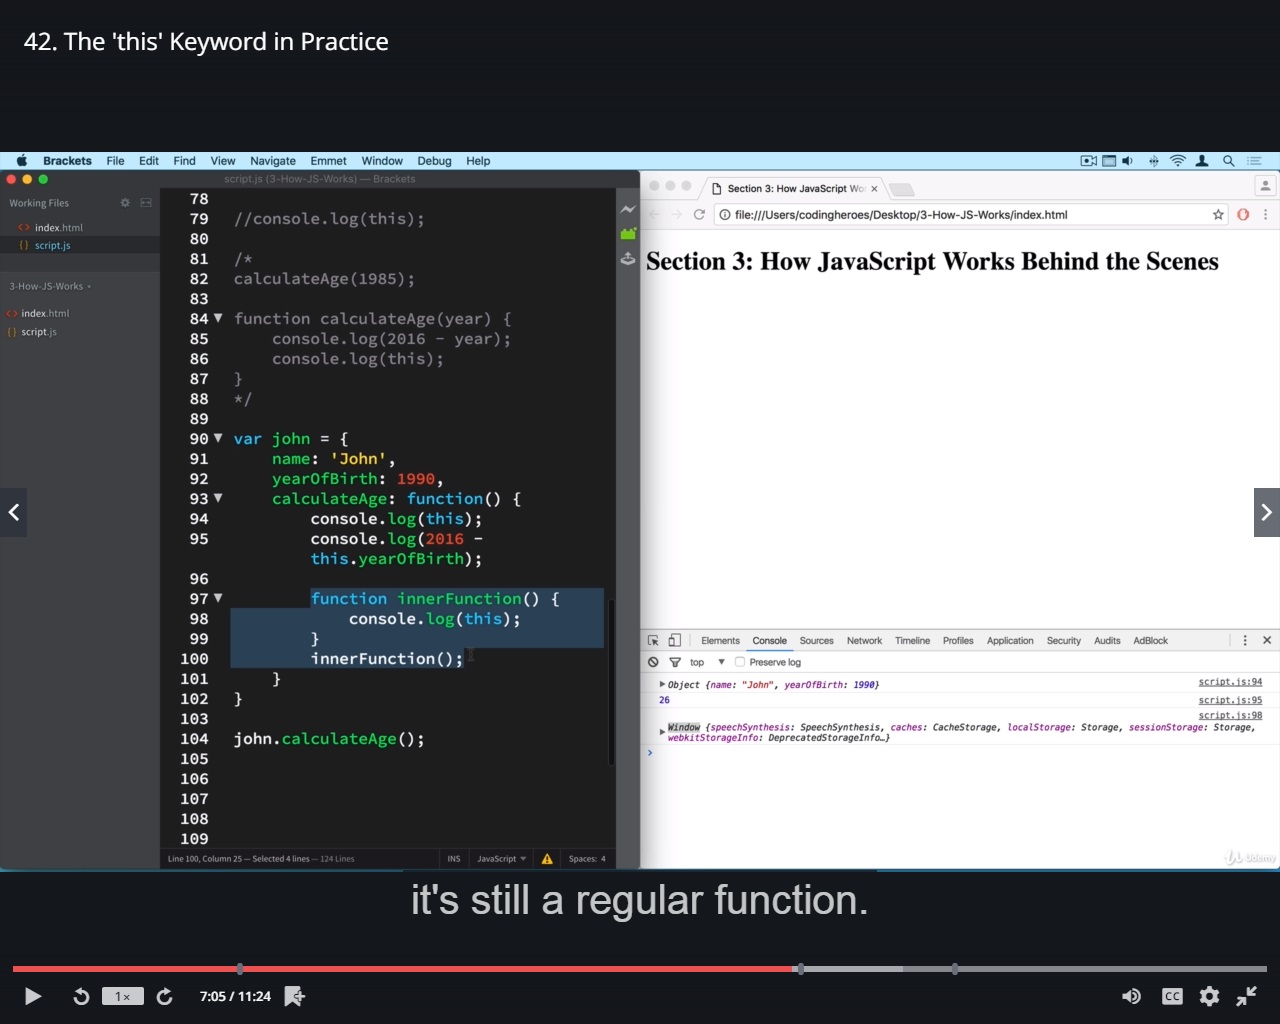 42. The 'this' Keyword in Practice
Brackets File Edit Find View Navigate Emmet Window Debug Help
script.js (3-How-JS-Works) — Brackets
Working Files
<> index.html
{} script.js
3-How-JS-Works
<> index.html
{} script.js
78
79 //console.log(this);
80
81 /*
82 calculateAge(1985);
83
84 function calculateAge(year) {
85 console.log(2016 - year);
86 console.log(this);
87 }
88 */
89
90 var john = {
91 name: 'John',
92 yearOfBirth: 1990,
93 calculateAge: function() {
94 console.log(this);
95 console.log(2016 -
this.yearOfBirth);
96
97 function innerFunction() {
98 console.log(this);
99 }
100 innerFunction();
101 }
102 }
103
104 john.calculateAge();
105
106
107
108
109
Line 100, Column 25 — Selected 4 lines — 124 Lines INS JavaScript Spaces: 4
Section 3: How JavaScript Wo
file:///Users/codingheroes/Desktop/3-How-JS-Works/index.html
Section 3: How JavaScript Works Behind the Scenes
Elements Console Sources Network Timeline Profiles Application Security Audits AdBlock
top Preserve log
Object {name: "John", yearOfBirth: 1990} script.js:94
26 script.js:95
script.js:98
Window {speechSynthesis: SpeechSynthesis, caches: CacheStorage, localStorage: Storage, sessionStorage: Storage,
webkitStorageInfo: DeprecatedStorageInfo…}
Udemy
it's still a regular function.
1x 7:05 / 11:24 CC